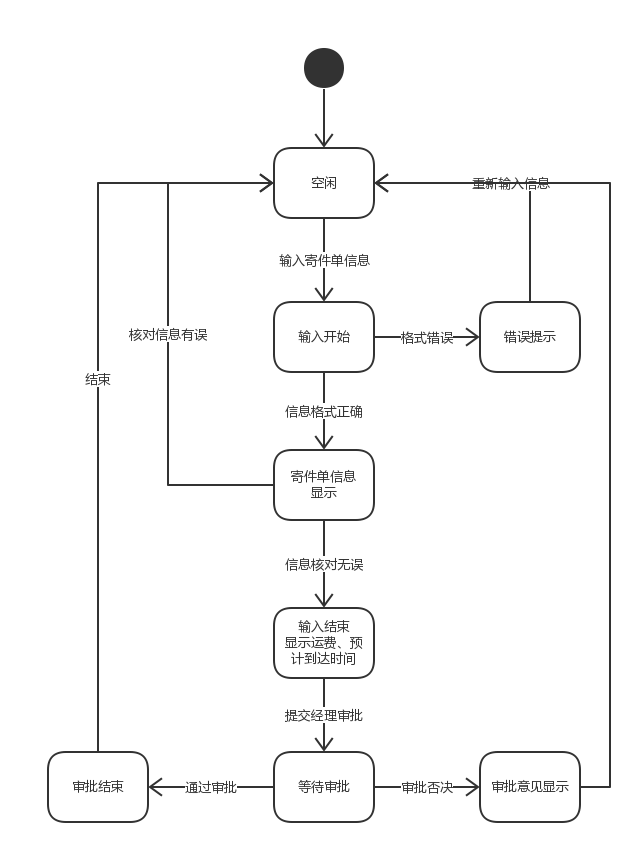 空闲
重新输入信息
输入寄件单信息
核对信息有误
输入开始
格式错误
错误提示
结束
信息格式正确
寄件单信息
显示
信息核对无误
输入结束
显示运费、预
计到达时间
提交经理审批
审批结束
通过审批
等待审批
审批否决
审批意见显示